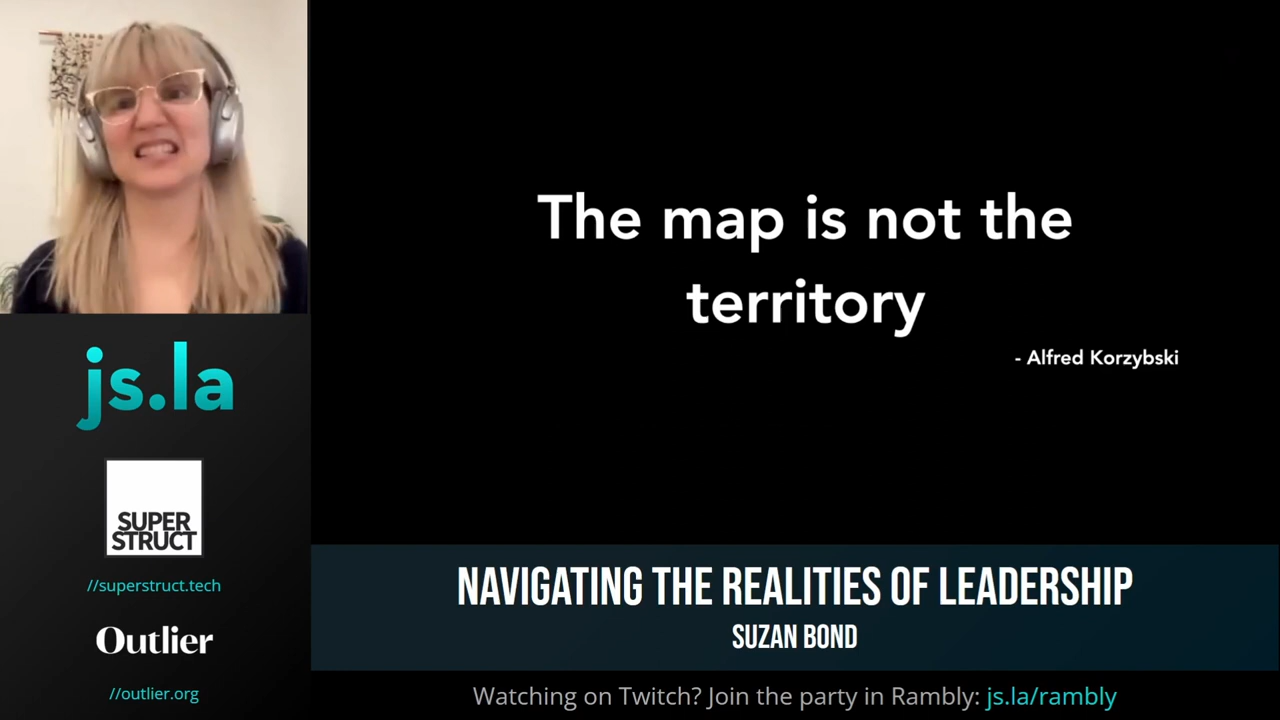 The map is not the
territory
- Alfred Korzybski
js.la
SUPER
STRUCT
//superstruct.tech
Outlier
//outlier.org
NAVIGATING THE REALITIES OF LEADERSHIP
SUZAN BOND
Watching on Twitch? Join the party in Rambly: js.la/rambly